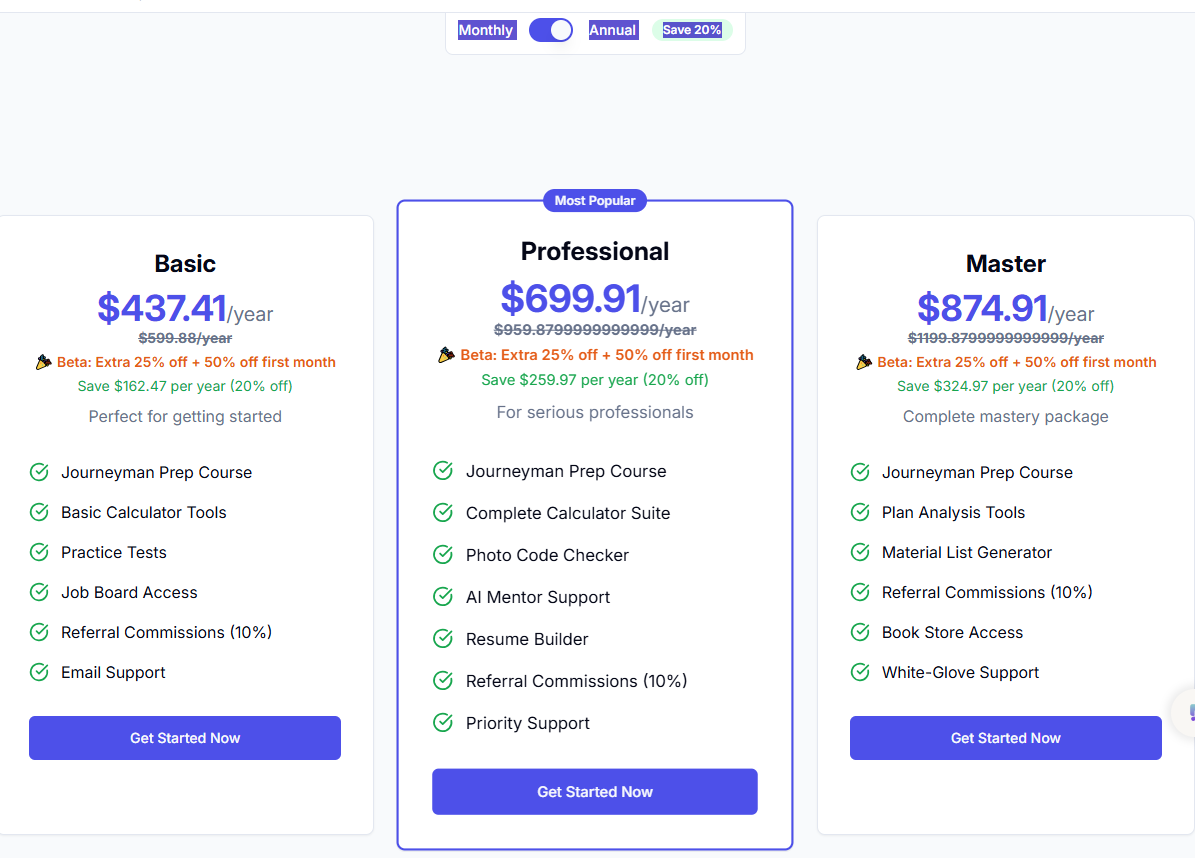 Monthly Annual Save 20%
Basic
$437.41/year
$599.88/year
🎉 Beta: Extra 25% off + 50% off first month
Save $162.47 per year (20% off)
Perfect for getting started
Journeyman Prep Course
Basic Calculator Tools
Practice Tests
Job Board Access
Referral Commissions (10%)
Email Support
Get Started Now
Most Popular
Professional
$699.91/year
$959.8799999999999/year
🎉 Beta: Extra 25% off + 50% off first month
Save $259.97 per year (20% off)
For serious professionals
Journeyman Prep Course
Complete Calculator Suite
Photo Code Checker
AI Mentor Support
Resume Builder
Referral Commissions (10%)
Priority Support
Get Started Now
Master
$874.91/year
$1199.8799999999999/year
🎉 Beta: Extra 25% off + 50% off first month
Save $324.97 per year (20% off)
Complete mastery package
Journeyman Prep Course
Plan Analysis Tools
Material List Generator
Referral Commissions (10%)
Book Store Access
White-Glove Support
Get Started Now